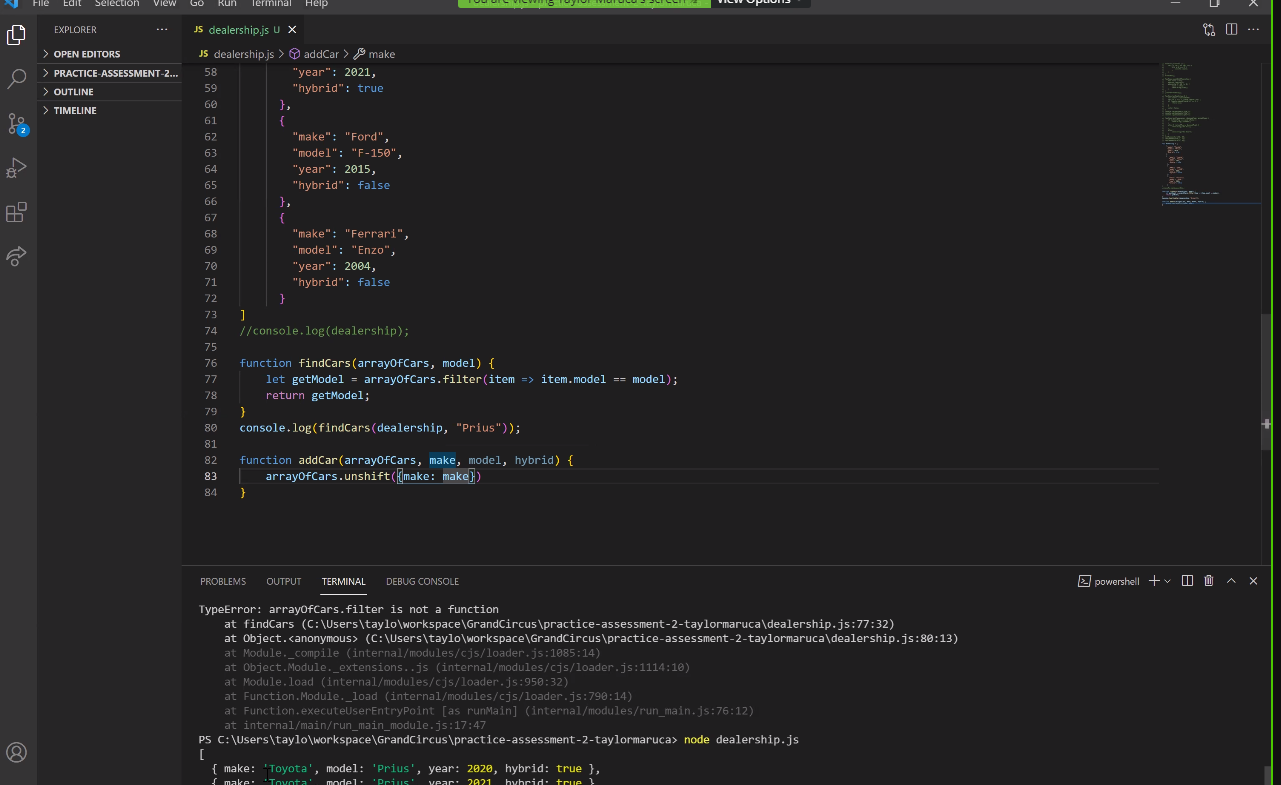 File Edit Selection View Go Run Terminal Help
You are viewing Taylor Maruca's screen
View Options
EXPLORER
OPEN EDITORS
PRACTICE-ASSESSMENT-2...
OUTLINE
TIMELINE
2
JS dealership.js U
JS dealership.js > addCar > make
58 "year": 2021,
59 "hybrid": true
60 },
61 {
62 "make": "Ford",
63 "model": "F-150",
64 "year": 2015,
65 "hybrid": false
66 },
67 {
68 "make": "Ferrari",
69 "model": "Enzo",
70 "year": 2004,
71 "hybrid": false
72 }
73 ]
74 //console.log(dealership);
75
76 function findCars(arrayOfCars, model) {
77 let getModel = arrayOfCars.filter(item => item.model == model);
78 return getModel;
79 }
80 console.log(findCars(dealership, "Prius"));
81
82 function addCar(arrayOfCars, make, model, hybrid) {
83 arrayOfCars.unshift({make: make})
84 }
PROBLEMS OUTPUT TERMINAL DEBUG CONSOLE
powershell
TypeError: arrayOfCars.filter is not a function
at findCars (C:\Users\taylo\workspace\GrandCircus\practice-assessment-2-taylormaruca\dealership.js:77:32)
at Object.<anonymous> (C:\Users\taylo\workspace\GrandCircus\practice-assessment-2-taylormaruca\dealership.js:80:13)
at Module._compile (internal/modules/cjs/loader.js:1085:14)
at Object.Module._extensions..js (internal/modules/cjs/loader.js:1114:10)
at Module.load (internal/modules/cjs/loader.js:950:32)
at Function.Module._load (internal/modules/cjs/loader.js:790:14)
at Function.executeUserEntryPoint [as runMain] (internal/modules/run_main.js:76:12)
at internal/main/run_main_module.js:17:47
PS C:\Users\taylo\workspace\GrandCircus\practice-assessment-2-taylormaruca> node dealership.js
[
{ make: 'Toyota', model: 'Prius', year: 2020, hybrid: true },
{ make: 'Toyota', model: 'Prius', year: 2021, hybrid: true }